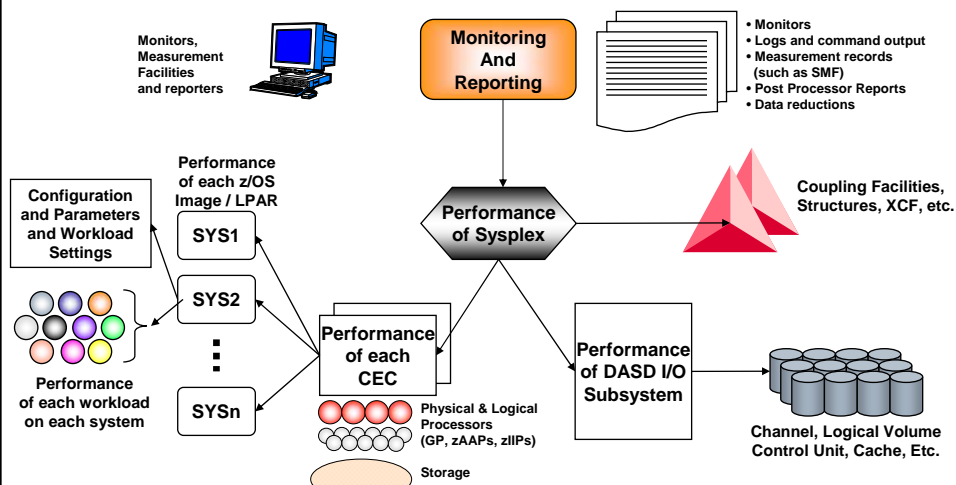 Monitors,
Measurement
Facilities
and reporters
Monitoring
And
Reporting
• Monitors
• Logs and command output
• Measurement records
(such as SMF)
• Post Processor Reports
• Data reductions
Performance
of each z/OS
Image / LPAR
Configuration
and Parameters
and Workload
Settings
SYS1
SYS2
SYSn
Performance
of each workload
on each system
Performance
of Sysplex
Coupling Facilities,
Structures, XCF, etc.
Performance
of each
CEC
Physical & Logical
Processors
(GP, zAAPs, zIIPs)
Storage
Performance
of DASD I/O
Subsystem
Channel, Logical Volume
Control Unit, Cache, Etc.